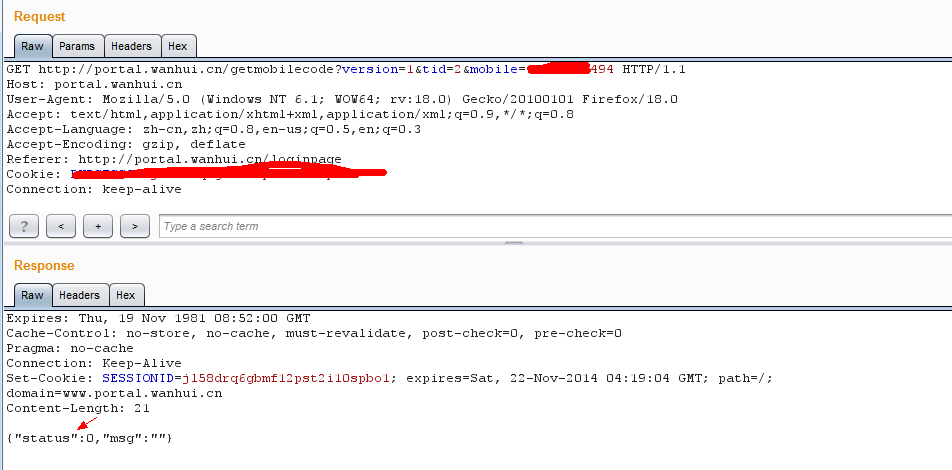 Request
Raw Params Headers Hex
GET http://portal.wanhui.cn/getmobilecode?version=1&tid=2&mobile= 494 HTTP/1.1
Host: portal.wanhui.cn
User-Agent: Mozilla/5.0 (Windows NT 6.1; WOW64; rv:18.0) Gecko/20100101 Firefox/18.0
Accept: text/html,application/xhtml+xml,application/xml;q=0.9,*/*;q=0.8
Accept-Language: zh-cn,zh;q=0.8,en-us;q=0.5,en;q=0.3
Accept-Encoding: gzip, deflate
Referer: http://portal.wanhui.cn/loginpage
Cookie:
Connection: keep-alive
? < + > Type a search term
Response
Raw Headers Hex
Expires: Thu, 19 Nov 1981 08:52:00 GMT
Cache-Control: no-store, no-cache, must-revalidate, post-check=0, pre-check=0
Pragma: no-cache
Connection: Keep-Alive
Set-Cookie: SESSIONID=jl58drq6gbmf12pst2i10spbo1; expires=Sat, 22-Nov-2014 04:19:04 GMT; path=/;
domain=www.portal.wanhui.cn
Content-Length: 21
{"status":0,"msg":""}